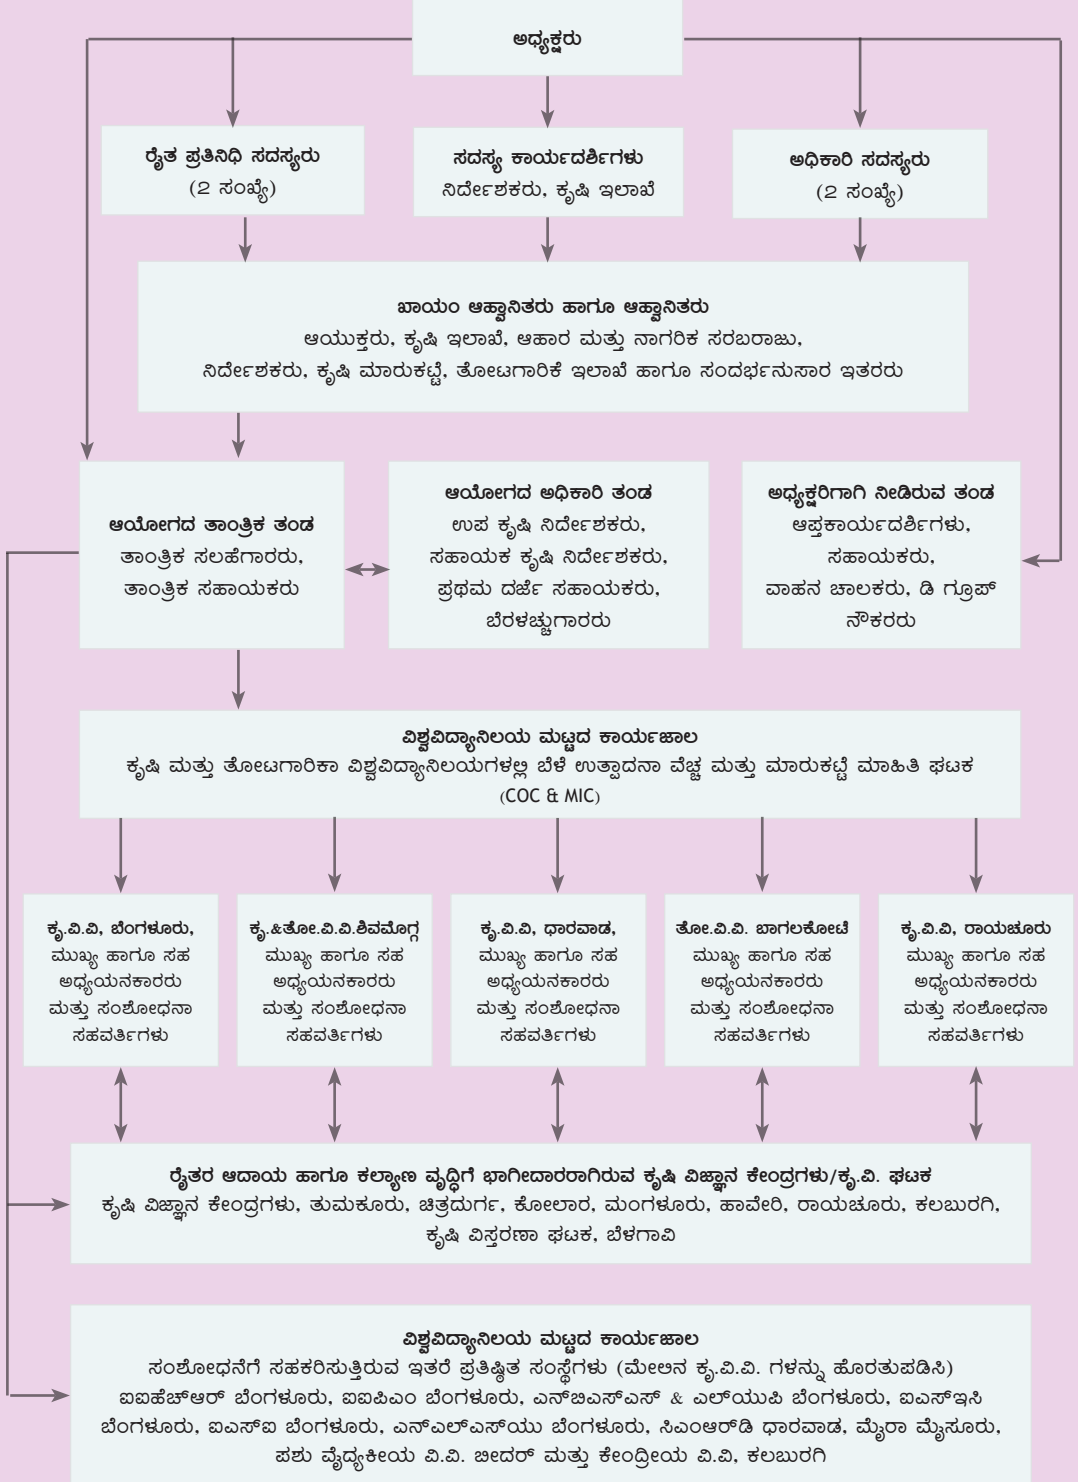 ಅಧ್ಯಕ್ಷರು
ರೈತ ಪ್ರತಿನಿಧಿ ಸದಸ್ಯರು
(2 ಸಂಖ್ಯೆ)
ಸದಸ್ಯ ಕಾರ್ಯದರ್ಶಿಗಳು
ನಿರ್ದೇಶಕರು, ಕೃಷಿ ಇಲಾಖೆ
ಅಧಿಕಾರಿ ಸದಸ್ಯರು
(2 ಸಂಖ್ಯೆ)
ಖಾಯಂ ಆಹ್ವಾನಿತರು ಹಾಗೂ ಆಹ್ವಾನಿತರು
ಆಯುಕ್ತರು, ಕೃಷಿ ಇಲಾಖೆ, ಆಹಾರ ಮತ್ತು ನಾಗರಿಕ ಸರಬರಾಜು,
ನಿರ್ದೇಶಕರು, ಕೃಷಿ ಮಾರುಕಟ್ಟೆ, ತೋಟಗಾರಿಕೆ ಇಲಾಖೆ ಹಾಗೂ ಸಂದರ್ಭನುಸಾರ ಇತರರು
ಆಯೋಗದ ತಾಂತ್ರಿಕ ತಂಡ
ತಾಂತ್ರಿಕ ಸಲಹೆಗಾರರು,
ತಾಂತ್ರಿಕ ಸಹಾಯಕರು
ಆಯೋಗದ ಅಧಿಕಾರಿ ತಂಡ
ಉಪ ಕೃಷಿ ನಿರ್ದೇಶಕರು,
ಸಹಾಯಕ ಕೃಷಿ ನಿರ್ದೇಶಕರು,
ಪ್ರಥಮ ದರ್ಜೆ ಸಹಾಯಕರು,
ಬೆರಳಚ್ಚುಗಾರರು
ಅಧ್ಯಕ್ಷರಿಗಾಗಿ ನೀಡಿರುವ ತಂಡ
ಆಪ್ತಕಾರ್ಯದರ್ಶಿಗಳು,
ಸಹಾಯಕರು,
ವಾಹನ ಚಾಲಕರು, ಡಿ ಗ್ರೂಪ್
ನೌಕರರು
ವಿಶ್ವವಿದ್ಯಾನಿಲಯ ಮಟ್ಟದ ಕಾರ್ಯಜಾಲ
ಕೃಷಿ ಮತ್ತು ತೋಟಗಾರಿಕಾ ವಿಶ್ವವಿದ್ಯಾನಿಲಯಗಳಲ್ಲಿ ಬೆಳೆ ಉತ್ಪಾದನಾ ವೆಚ್ಚ ಮತ್ತು ಮಾರುಕಟ್ಟೆ ಮಾಹಿತಿ ಘಟಕ
(COC & MIC)
ಕೃ.ವಿ.ವಿ, ಬೆಂಗಳೂರು,
ಮುಖ್ಯ ಹಾಗೂ ಸಹ
ಅಧ್ಯಯನಕಾರರು
ಮತ್ತು ಸಂಶೋಧನಾ
ಸಹವರ್ತಿಗಳು
ಕೃ.&ತೋ.ವಿ.ವಿ.ಶಿವಮೊಗ್ಗ
ಮುಖ್ಯ ಹಾಗೂ ಸಹ
ಅಧ್ಯಯನಕಾರರು
ಮತ್ತು ಸಂಶೋಧನಾ
ಸಹವರ್ತಿಗಳು
ಕೃ.ವಿ.ವಿ, ಧಾರವಾಡ,
ಮುಖ್ಯ ಹಾಗೂ ಸಹ
ಅಧ್ಯಯನಕಾರರು
ಮತ್ತು ಸಂಶೋಧನಾ
ಸಹವರ್ತಿಗಳು
ತೋ.ವಿ.ವಿ. ಬಾಗಲಕೋಟೆ
ಮುಖ್ಯ ಹಾಗೂ ಸಹ
ಅಧ್ಯಯನಕಾರರು
ಮತ್ತು ಸಂಶೋಧನಾ
ಸಹವರ್ತಿಗಳು
ಕೃ.ವಿ.ವಿ, ರಾಯಚೂರು
ಮುಖ್ಯ ಹಾಗೂ ಸಹ
ಅಧ್ಯಯನಕಾರರು
ಮತ್ತು ಸಂಶೋಧನಾ
ಸಹವರ್ತಿಗಳು
ರೈತರ ಆದಾಯ ಹಾಗೂ ಕಲ್ಯಾಣ ವೃದ್ಧಿಗೆ ಭಾಗೀದಾರರಾಗಿರುವ ಕೃಷಿ ವಿಜ್ಞಾನ ಕೇಂದ್ರಗಳು/ಕೃ.ವಿ. ಘಟಕ
ಕೃಷಿ ವಿಜ್ಞಾನ ಕೇಂದ್ರಗಳು, ತುಮಕೂರು, ಚಿತ್ರದುರ್ಗ, ಕೋಲಾರ, ಮಂಗಳೂರು, ಹಾವೇರಿ, ರಾಯಚೂರು, ಕಲಬುರಗಿ,
ಕೃಷಿ ವಿಸ್ತರಣಾ ಘಟಕ, ಬೆಳಗಾವಿ
ವಿಶ್ವವಿದ್ಯಾನಿಲಯ ಮಟ್ಟದ ಕಾರ್ಯಜಾಲ
ಸಂಶೋಧನೆಗೆ ಸಹಕರಿಸುತ್ತಿರುವ ಇತರೆ ಪ್ರತಿಷ್ಠಿತ ಸಂಸ್ಥೆಗಳು (ಮೇಲಿನ ಕೃ.ವಿ.ವಿ. ಗಳನ್ನು ಹೊರತುಪಡಿಸಿ)
ಐಐಹೆಚ್‌ಆರ್ ಬೆಂಗಳೂರು, ಐಐಪಿಎಂ ಬೆಂಗಳೂರು, ಎನ್‌ಬಿಎಸ್‌ಎಸ್ & ಎಲ್‌ಯುಪಿ ಬೆಂಗಳೂರು, ಐಎಸ್‌ಇಸಿ
ಬೆಂಗಳೂರು, ಐಎಸ್‌ಐ ಬೆಂಗಳೂರು, ಎನ್‌ಎಲ್‌ಎಸ್‌ಯು ಬೆಂಗಳೂರು, ಸಿಎಂಆರ್‌ಡಿ ಧಾರವಾಡ, ಮೈರಾ ಮೈಸೂರು,
ಪಶು ವೈದ್ಯಕೀಯ ವಿ.ವಿ. ಬೀದರ್ ಮತ್ತು ಕೇಂದ್ರೀಯ ವಿ.ವಿ, ಕಲಬುರಗಿ